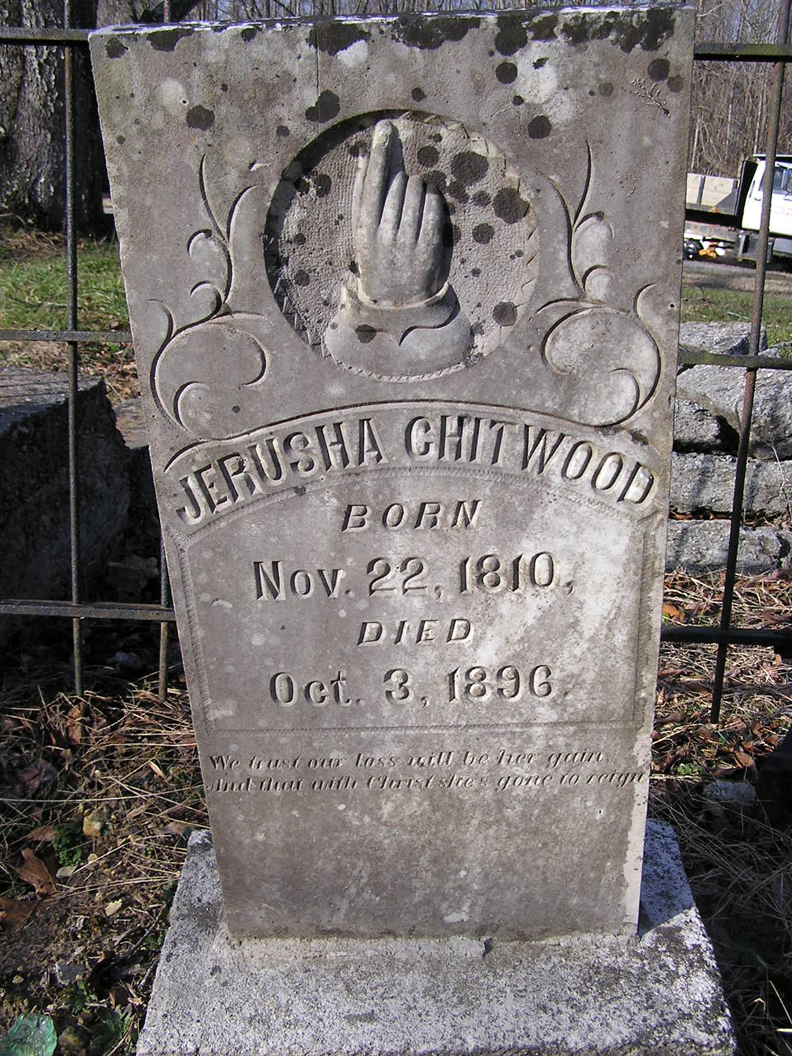 JERUSHA CHITWOOD
BORN
Nov. 22, 1810,
DIED
Oct. 3, 1896.
We trust our loss will be her gain,
And that with Christ she's gone to reign